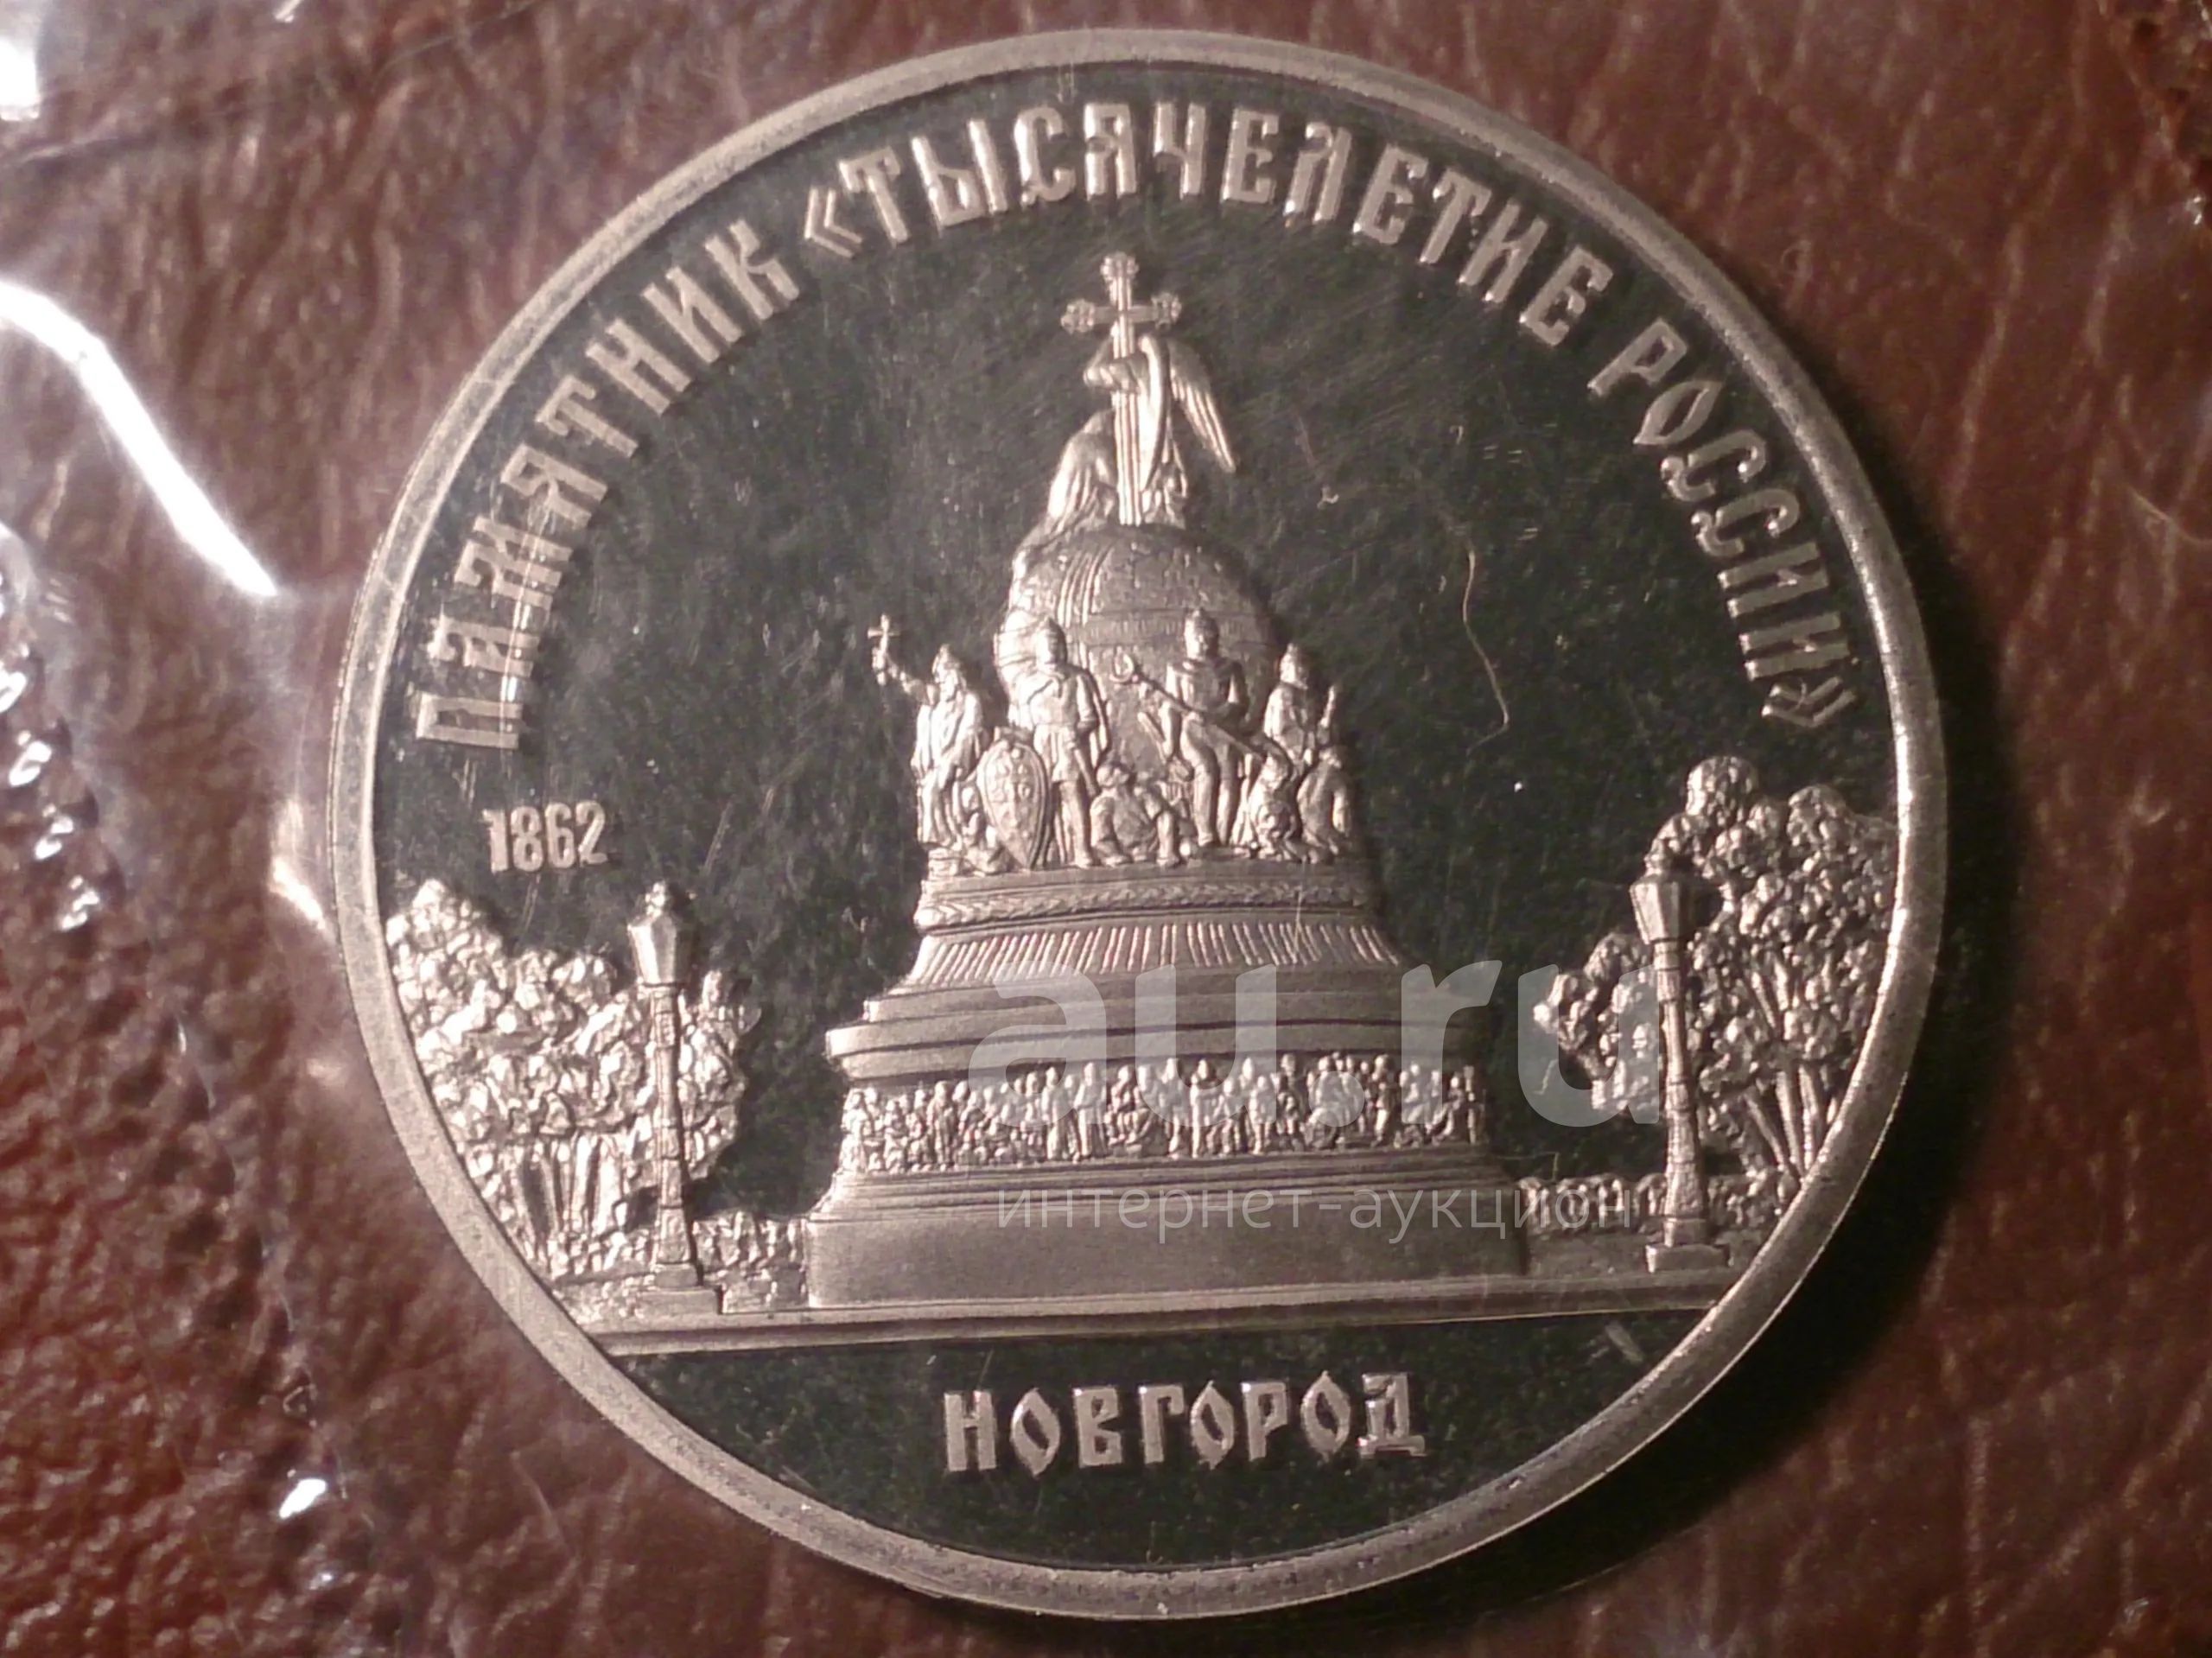 ПАМЯТНИК «ТЫСЯЧЕЛЕТИЕ РОССИИ»
1862
au.ru
интернет-аукцион
НОВГОРОД